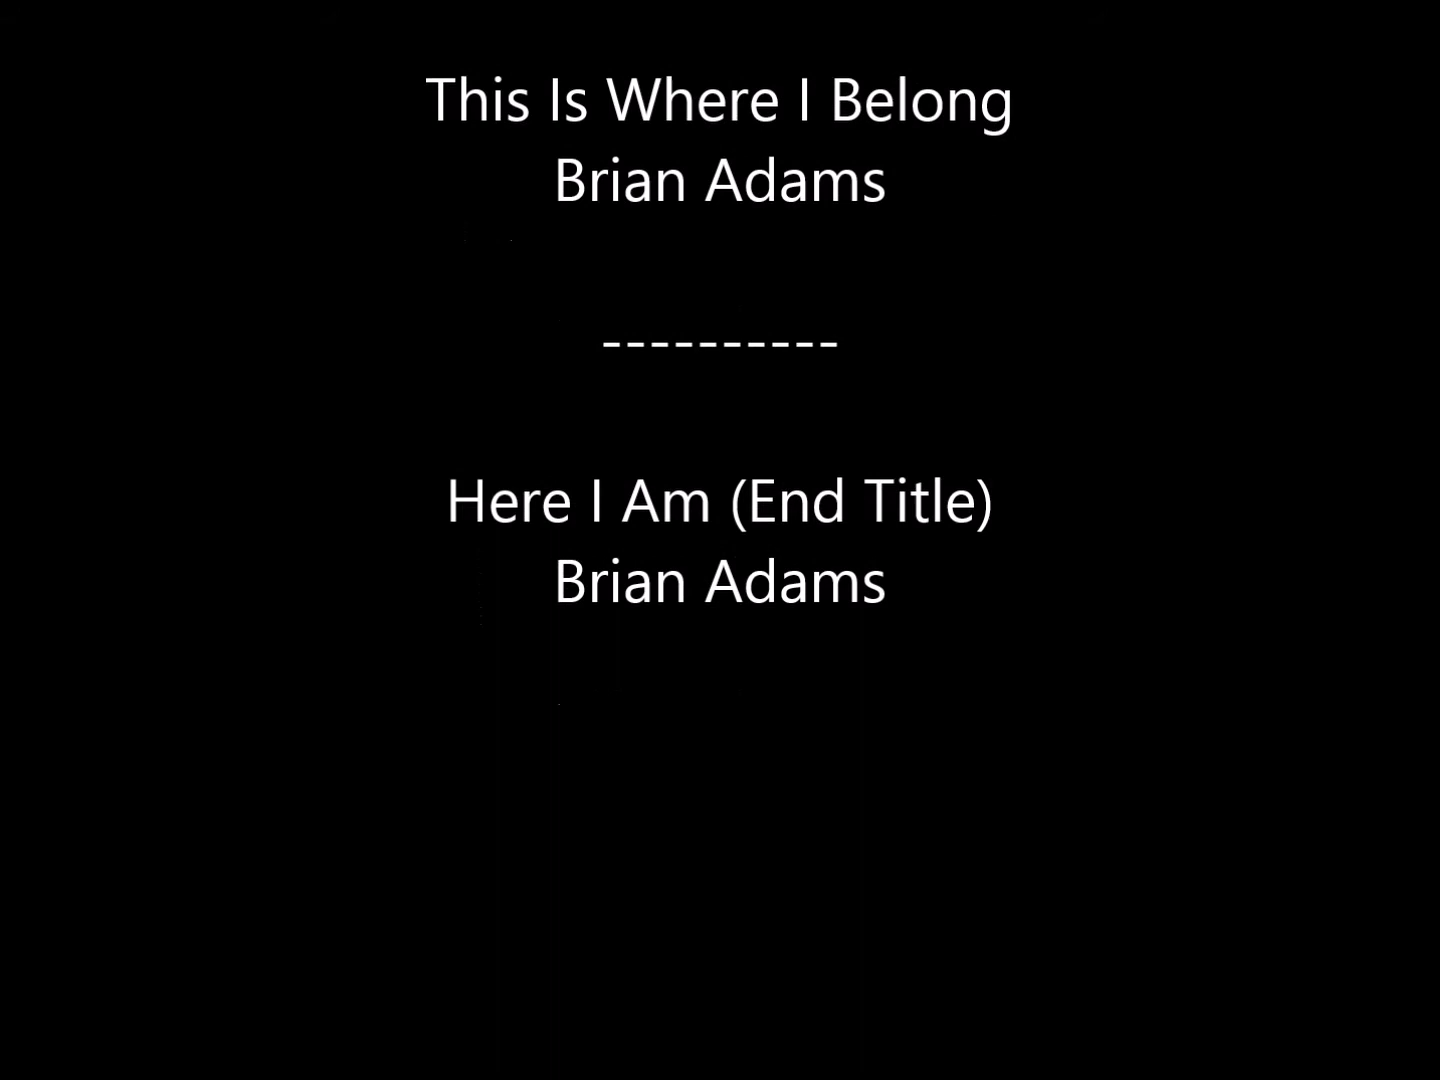 This Is Where I Belong
Brian Adams
----------
Here I Am (End Title)
Brian Adams